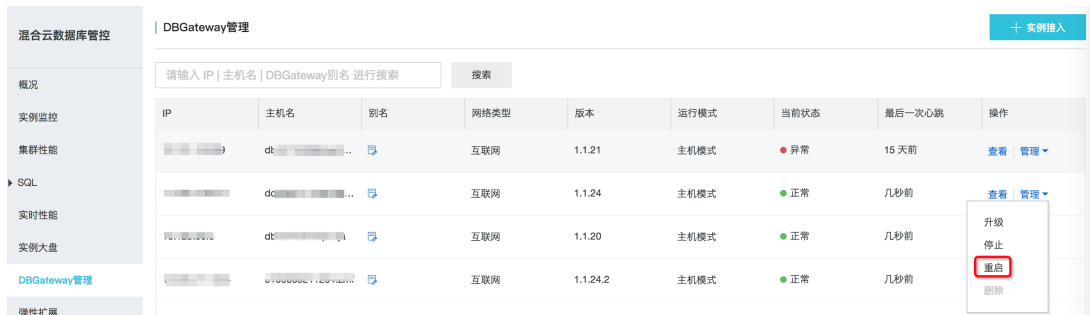 混合云数据库管控
概况
实例监控
集群性能
SQL
实时性能
实例大盘
DBGateway管理
弹性扩展
DBGateway管理
+ 实例接入
请输入 IP | 主机名 | DBGateway别名 进行搜索
搜索
IP 主机名 别名 网络类型 版本 运行模式 当前状态 最后一次心跳 操作
互联网 1.1.21 主机模式 异常 15 天前 查看 管理
互联网 1.1.24 主机模式 正常 几秒前 查看 管理
互联网 1.1.20 主机模式 正常 几秒前
互联网 1.1.24.2 主机模式 正常 几秒前
升级
停止
重启
删除